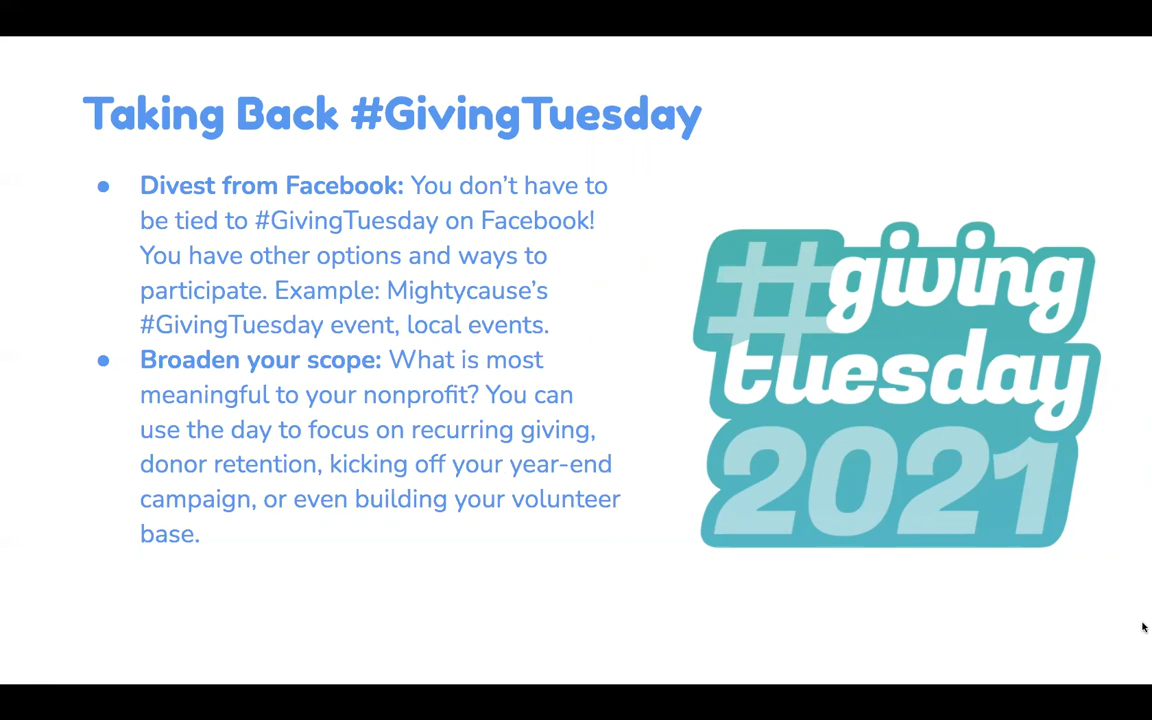 Taking Back #GivingTuesday
● Divest from Facebook: You don’t have to
be tied to #GivingTuesday on Facebook!
You have other options and ways to
participate. Example: Mightycause’s
#GivingTuesday event, local events.
● Broaden your scope: What is most
meaningful to your nonprofit? You can
use the day to focus on recurring giving,
donor retention, kicking off your year-end
campaign, or even building your volunteer
base.
#giving
tuesday
2021